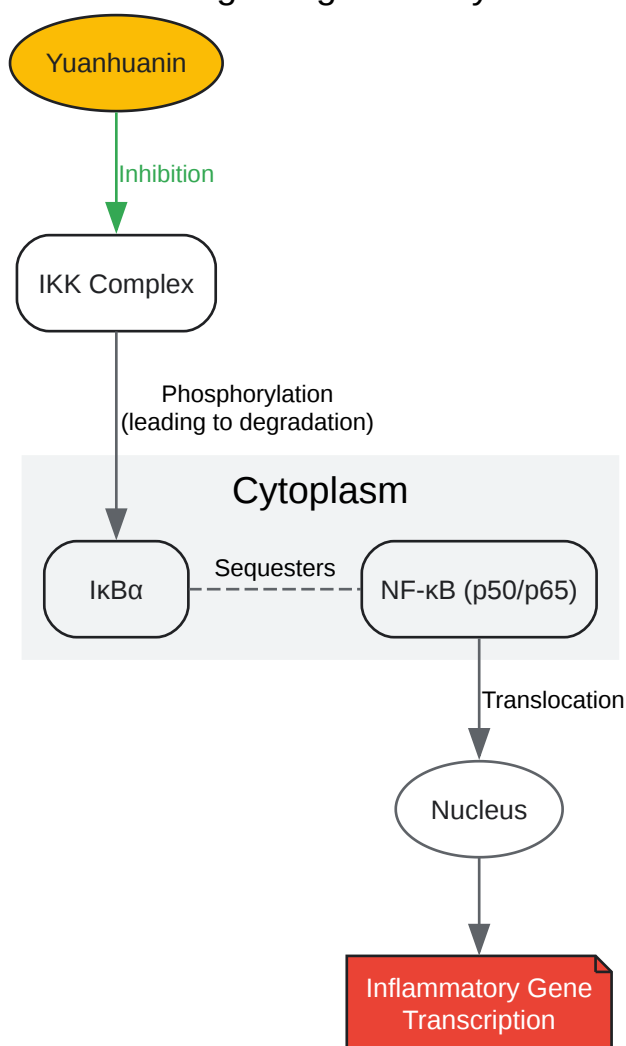 Yuanhuanin
Inhibition
IKK Complex
Phosphorylation
(leading to degradation)
Cytoplasm
Sequesters
IκBα
NF-κB (p50/p65)
Translocation
Nucleus
Inflammatory Gene
Transcription